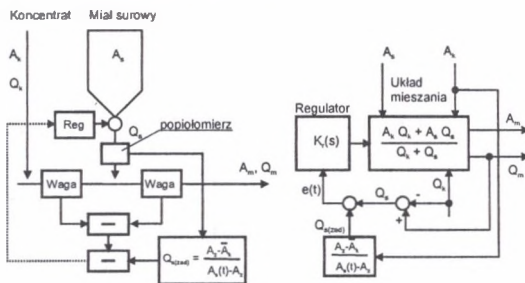 Koncentrat
Miał surowy
A_k
Q_k
A_s
Reg
Q_s
popiołomierz
Waga
Waga
A_m, Q_m
Q_s(zad) = (A_z-A̅_k) / (A_s(t)-A_z)
A_s
A_k
Układ
mieszania
Regulator
K_r(s)
(A_k Q_k + A_s Q_s) / (Q_k + Q_s)
A_m
Q_m
e(t)
Q_s
-
Q_k
+
Q_s(zad)
(A_z-A_k) / (A_s(t)-A_z)